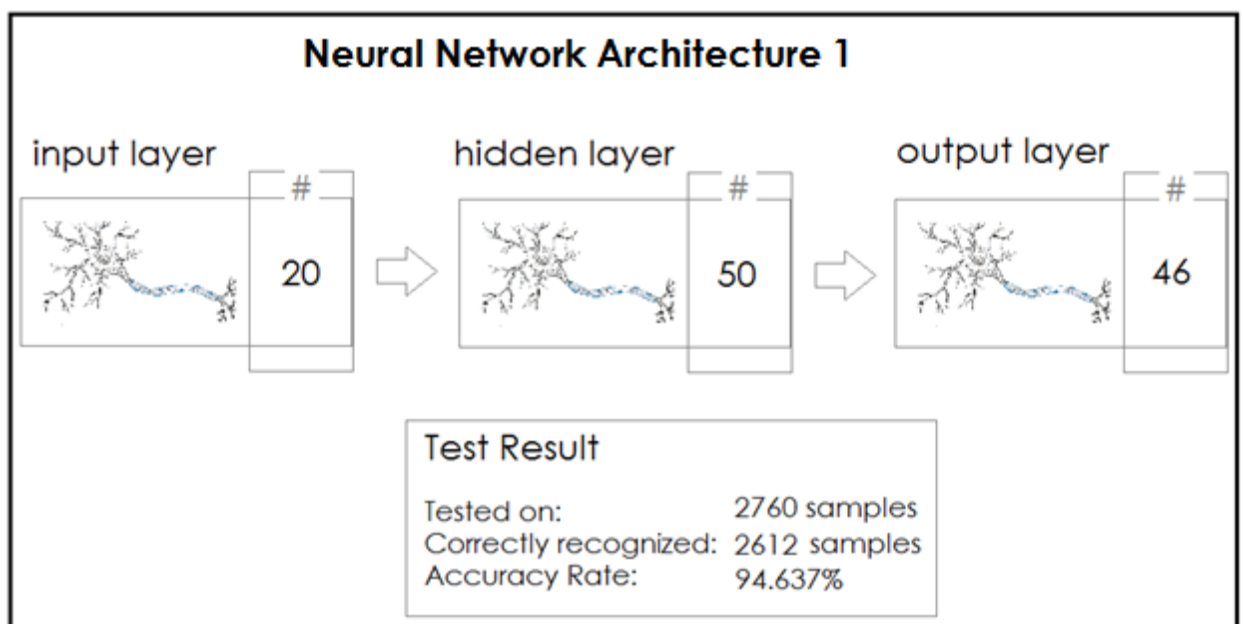 Neural Network Architecture 1
input layer
hidden layer
output layer
#
#
#
20
50
46
Test Result
Tested on: 2760 samples
Correctly recognized: 2612 samples
Accuracy Rate: 94.637%